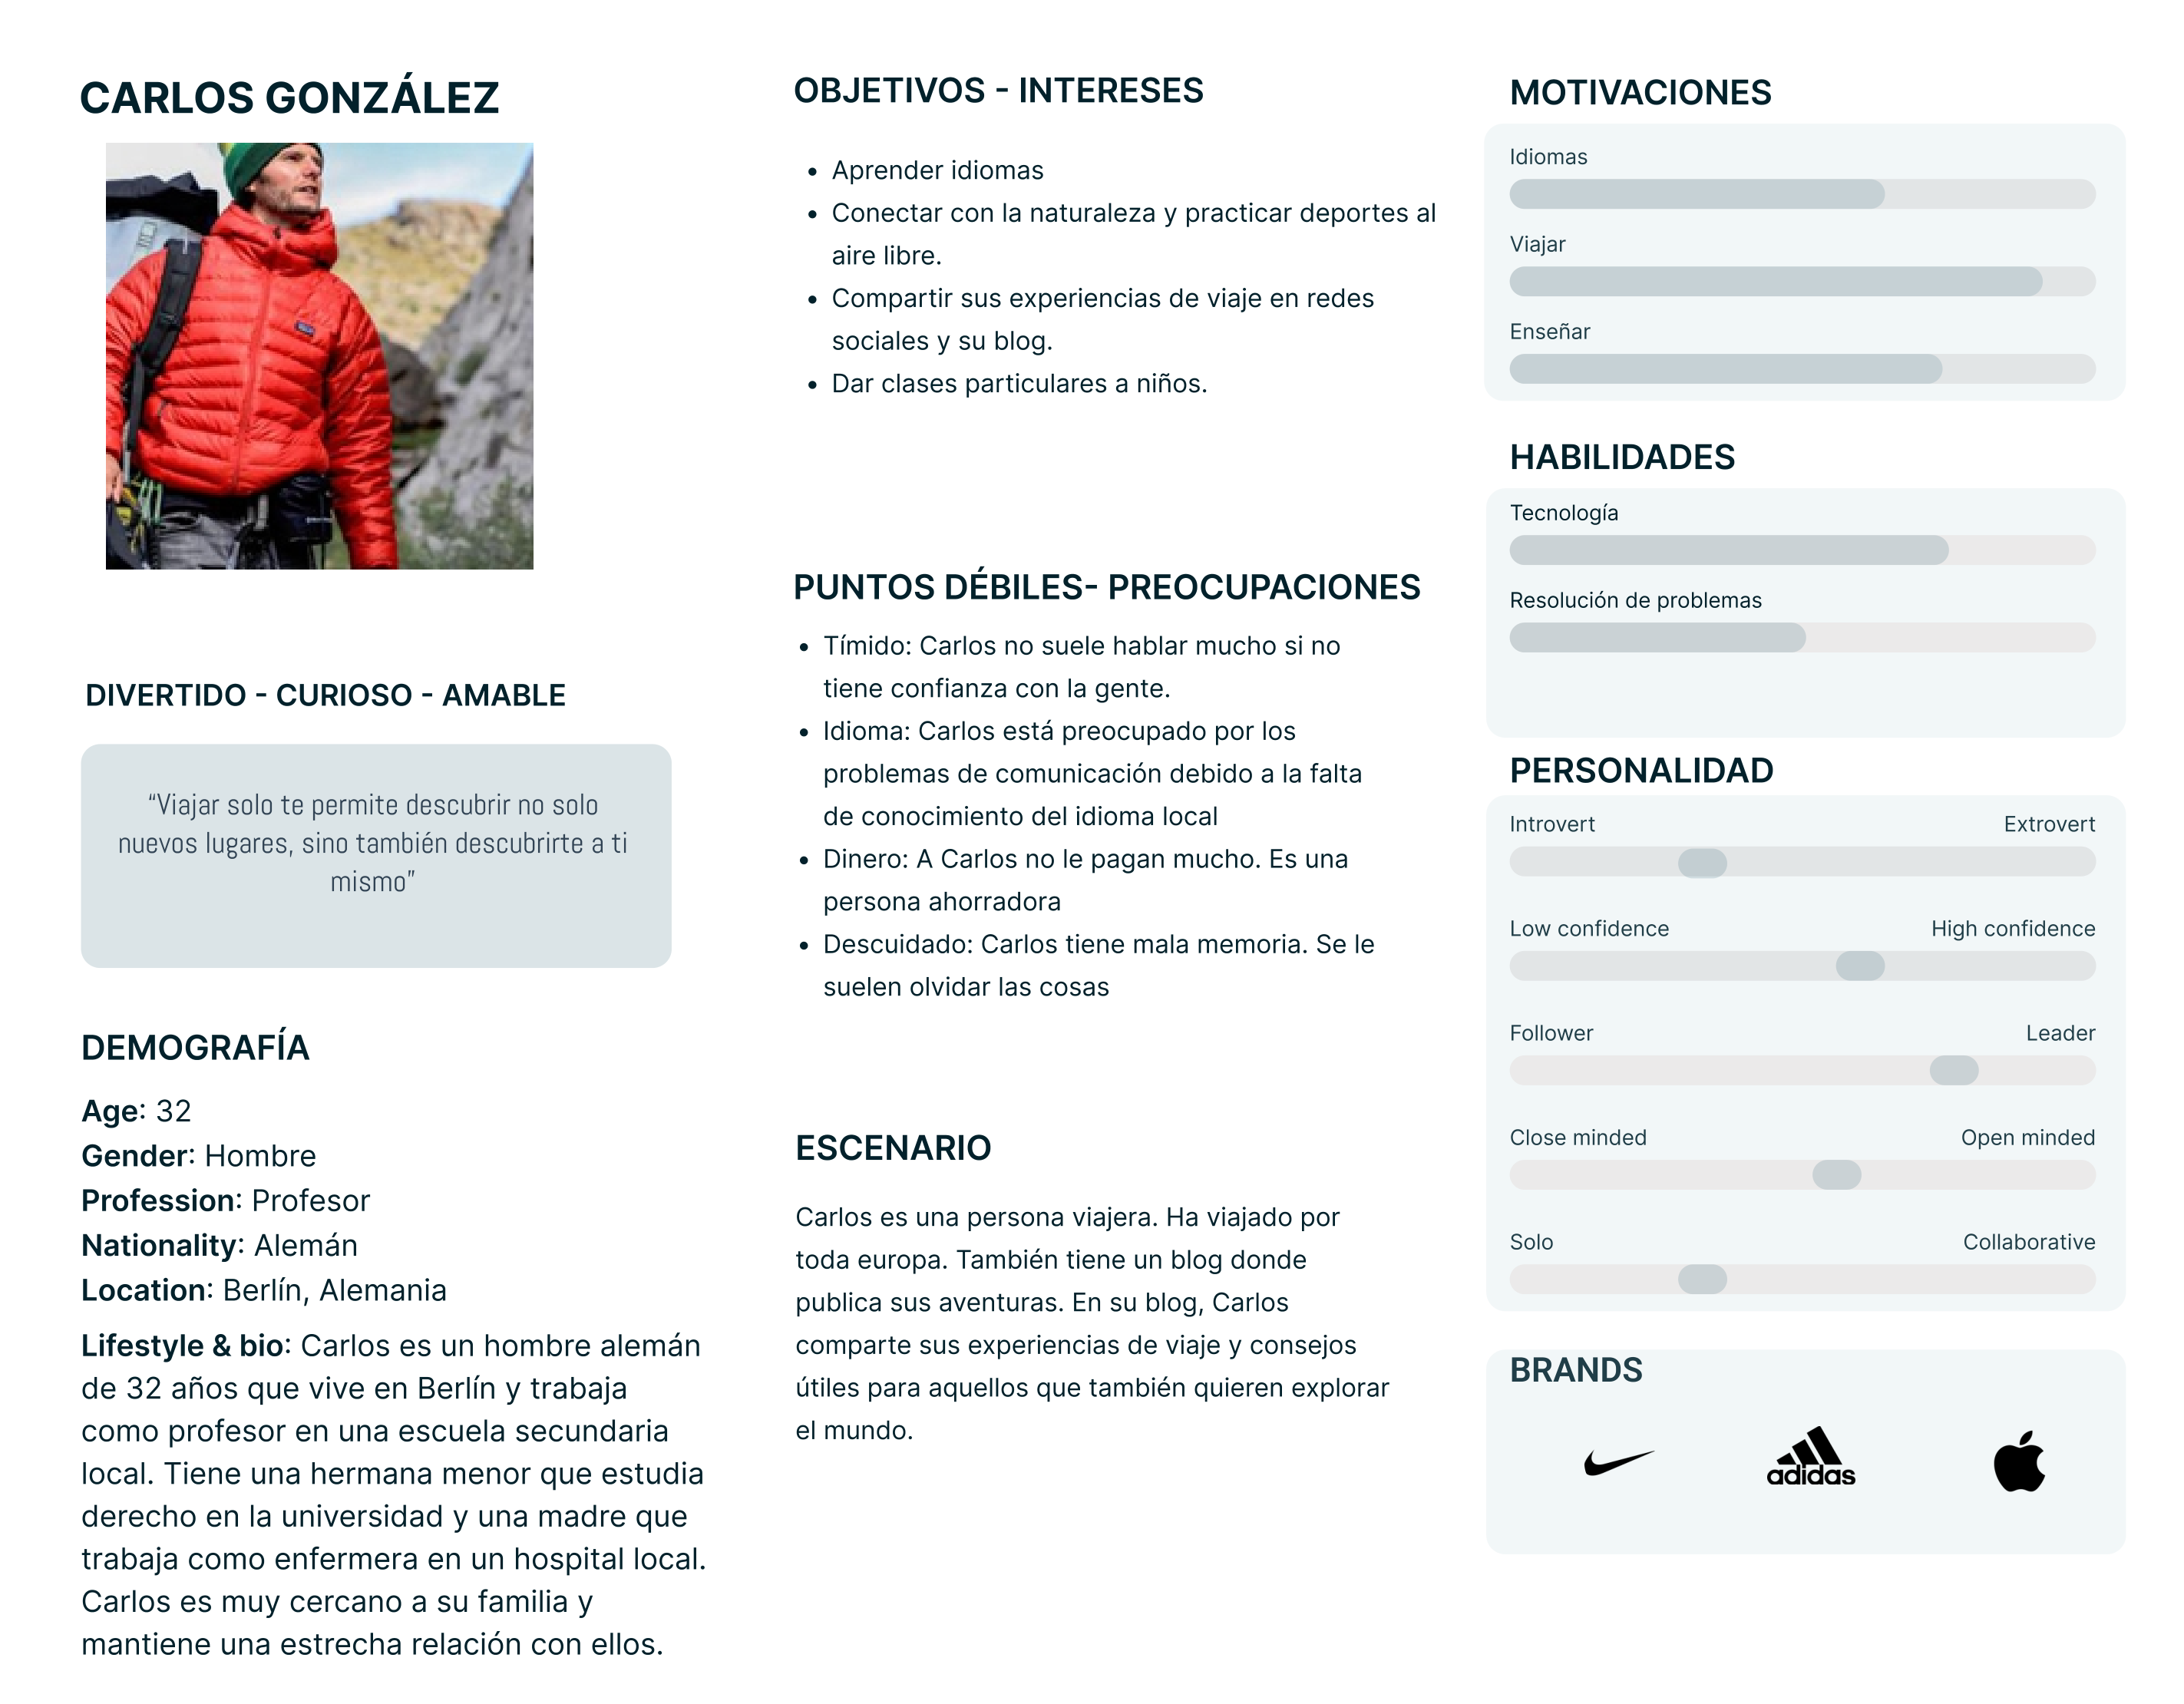 CARLOS GONZÁLEZ
DIVERTIDO - CURIOSO - AMABLE
“Viajar solo te permite descubrir no solo
nuevos lugares, sino también descubrirte a ti
mismo”
DEMOGRAFÍA
Age: 32
Gender: Hombre
Profession: Profesor
Nationality: Alemán
Location: Berlín, Alemania
Lifestyle & bio: Carlos es un hombre alemán
de 32 años que vive en Berlín y trabaja
como profesor en una escuela secundaria
local. Tiene una hermana menor que estudia
derecho en la universidad y una madre que
trabaja como enfermera en un hospital local.
Carlos es muy cercano a su familia y
mantiene una estrecha relación con ellos.
OBJETIVOS - INTERESES
• Aprender idiomas
• Conectar con la naturaleza y practicar deportes al
aire libre.
• Compartir sus experiencias de viaje en redes
sociales y su blog.
• Dar clases particulares a niños.
PUNTOS DÉBILES- PREOCUPACIONES
• Tímido: Carlos no suele hablar mucho si no
tiene confianza con la gente.
• Idioma: Carlos está preocupado por los
problemas de comunicación debido a la falta
de conocimiento del idioma local
• Dinero: A Carlos no le pagan mucho. Es una
persona ahorradora
• Descuidado: Carlos tiene mala memoria. Se le
suelen olvidar las cosas
ESCENARIO
Carlos es una persona viajera. Ha viajado por
toda europa. También tiene un blog donde
publica sus aventuras. En su blog, Carlos
comparte sus experiencias de viaje y consejos
útiles para aquellos que también quieren explorar
el mundo.
MOTIVACIONES
Idiomas
Viajar
Enseñar
HABILIDADES
Tecnología
Resolución de problemas
PERSONALIDAD
Introvert Extrovert
Low confidence High confidence
Follower Leader
Close minded Open minded
Solo Collaborative
BRANDS
adidas